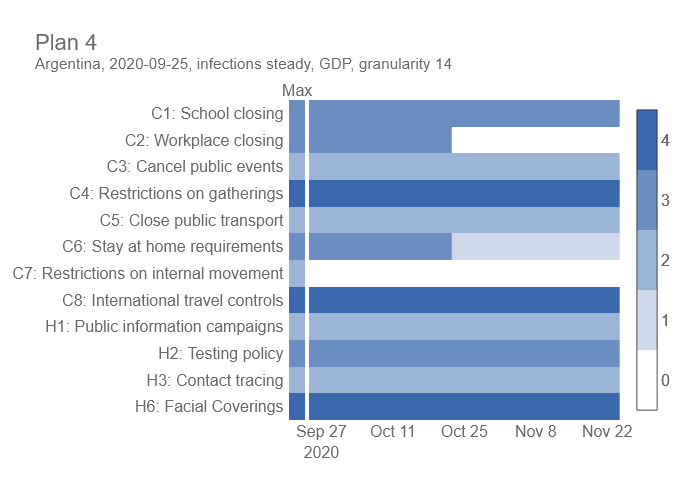 Plan 4
Argentina, 2020-09-25, infections steady, GDP, granularity 14
Max
C1: School closing
C2: Workplace closing
C3: Cancel public events
C4: Restrictions on gatherings
C5: Close public transport
C6: Stay at home requirements
C7: Restrictions on internal movement
C8: International travel controls
H1: Public information campaigns
H2: Testing policy
H3: Contact tracing
H6: Facial Coverings
4
3
2
1
0
Sep 27 Oct 11 Oct 25 Nov 8 Nov 22
2020